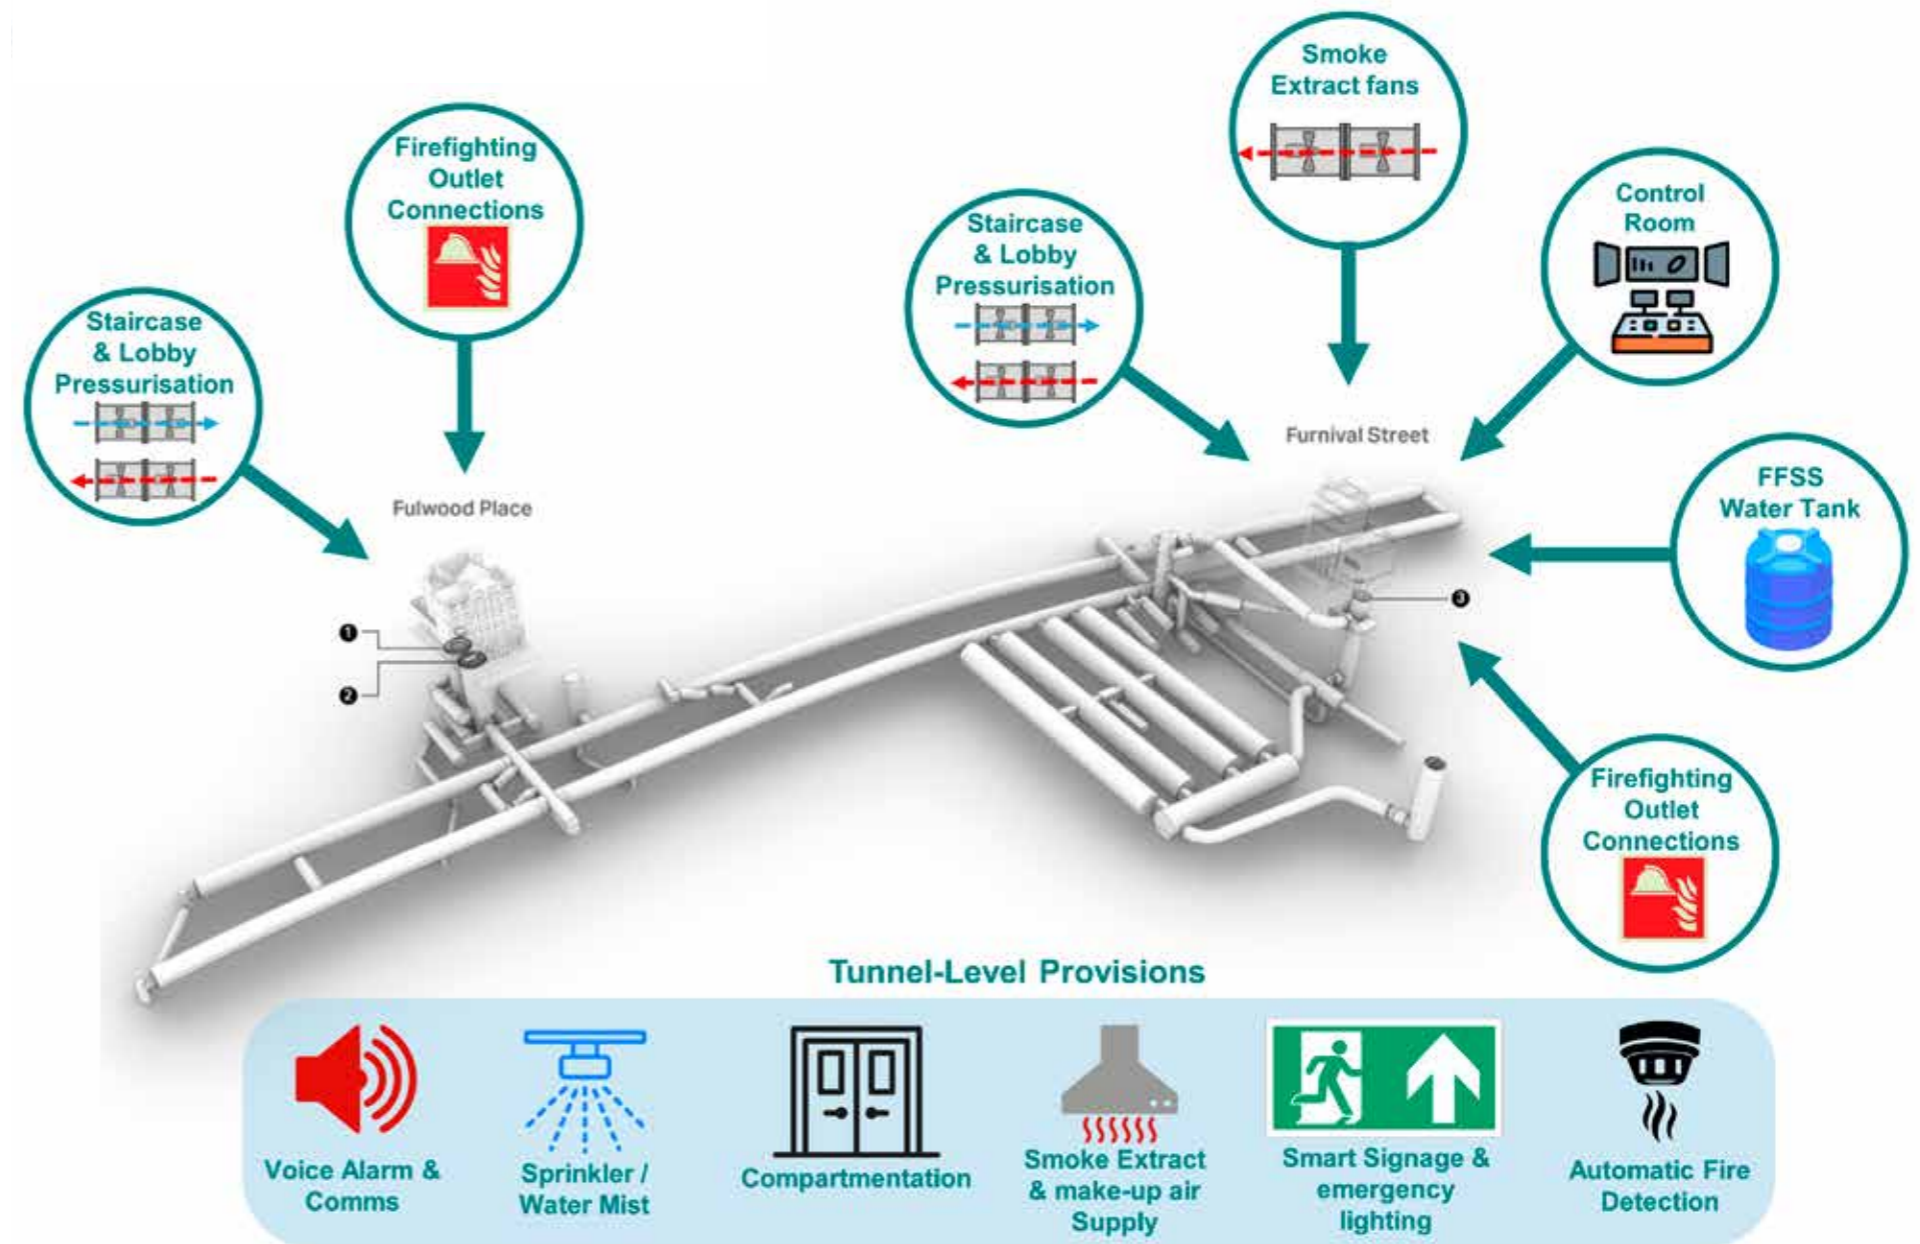 Smoke
Extract fans
Firefighting
Outlet
Connections
Control
Room
Staircase
& Lobby
Pressurisation
Staircase
& Lobby
Pressurisation
Furnival Street
FFSS
Water Tank
Fulwood Place
1
2
3
Firefighting
Outlet
Connections
Tunnel-Level Provisions
Voice Alarm &
Comms
Sprinkler /
Water Mist
Compartmentation
Smoke Extract
& make-up air
Supply
Smart Signage &
emergency
lighting
Automatic Fire
Detection